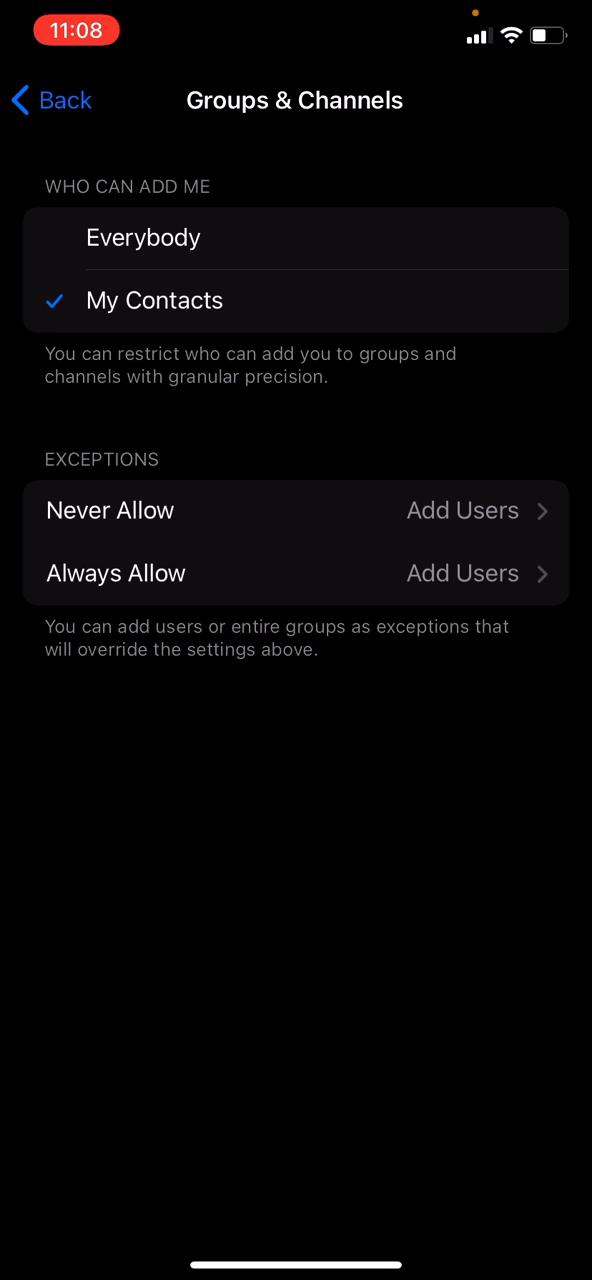 11:08
Back
Groups & Channels
WHO CAN ADD ME
Everybody
My Contacts
You can restrict who can add you to groups and
channels with granular precision.
EXCEPTIONS
Never Allow Add Users
Always Allow Add Users
You can add users or entire groups as exceptions that
will override the settings above.